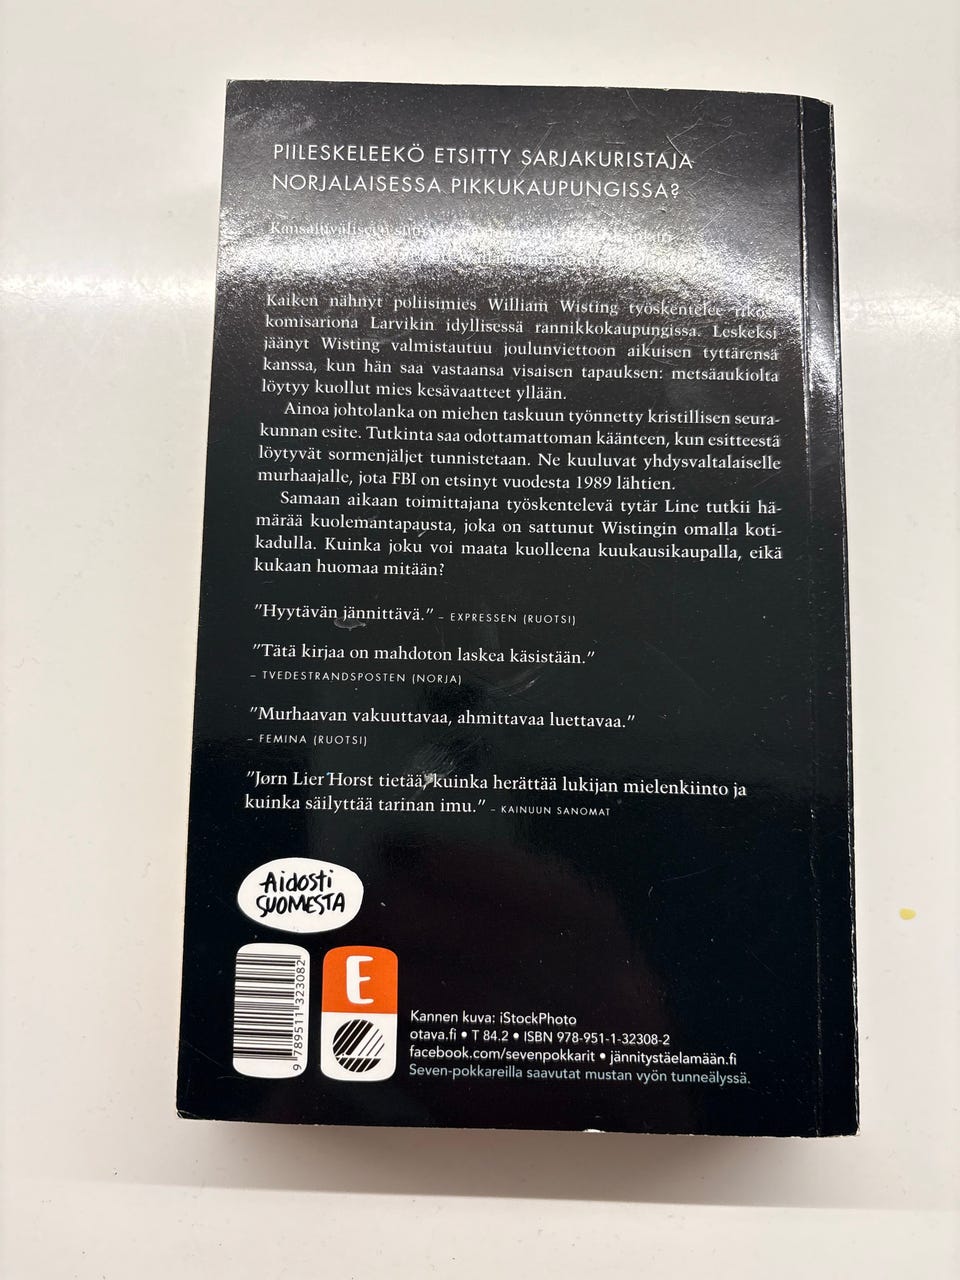 PIILESKELEEKÖ ETSITTY SARJAKURISTAJA
NORJALAISESSA PIKKUKAUPUNGISSA?
Kansainväliseen
Kaiken nähnyt poliisimies William Wisting työskentelee rikos-
komisariona Larvikin idyllisessä rannikkokaupungissa. Leskeksi
jäänyt Wisting valmistautuu joulunviettoon aikuisen tyttärensä
kanssa, kun hän saa vastaansa visaisen tapauksen: metsäaukiolta
löytyy kuollut mies kesävaatteet yllään.
Ainoa johtolanka on miehen taskuun työnnetty kristillisen seura-
kunnan esite. Tutkinta saa odottamattoman käänteen, kun esitteestä
löytyvät sormenjäljet tunnistetaan. Ne kuuluvat yhdysvaltalaiselle
murhaajalle, jota FBI on etsinyt vuodesta 1989 lähtien.
Samaan aikaan toimittajana työskentelevä tytär Line tutkii hä-
märää kuolemantapausta, joka on sattunut Wistingin omalla koti-
kadulla. Kuinka joku voi maata kuolleena kuukausikaupalla, eikä
kukaan huomaa mitään?
"Hyytävän jännittävä." – EXPRESSEN (RUOTSI)
"Tätä kirjaa on mahdoton laskea käsistään."
– TVEDESTRANDSPOSTEN (NORJA)
"Murhaavan vakuuttavaa, ahmittavaa luettavaa."
– FEMINA (RUOTSI)
"Jørn Lier Horst tietää, kuinka herättää lukijan mielenkiinto ja
kuinka säilyttää tarinan imu." – KAINUUN SANOMAT
Aidosti
SUOMESTA
9 789511 323082
E
Kannen kuva: iStockPhoto
otava.fi • T 84.2 • ISBN 978-951-1-32308-2
facebook.com/sevenpokkarit • jännitystäelämään.fi
Seven-pokkareilla saavutat mustan vyön tunneälyssä.